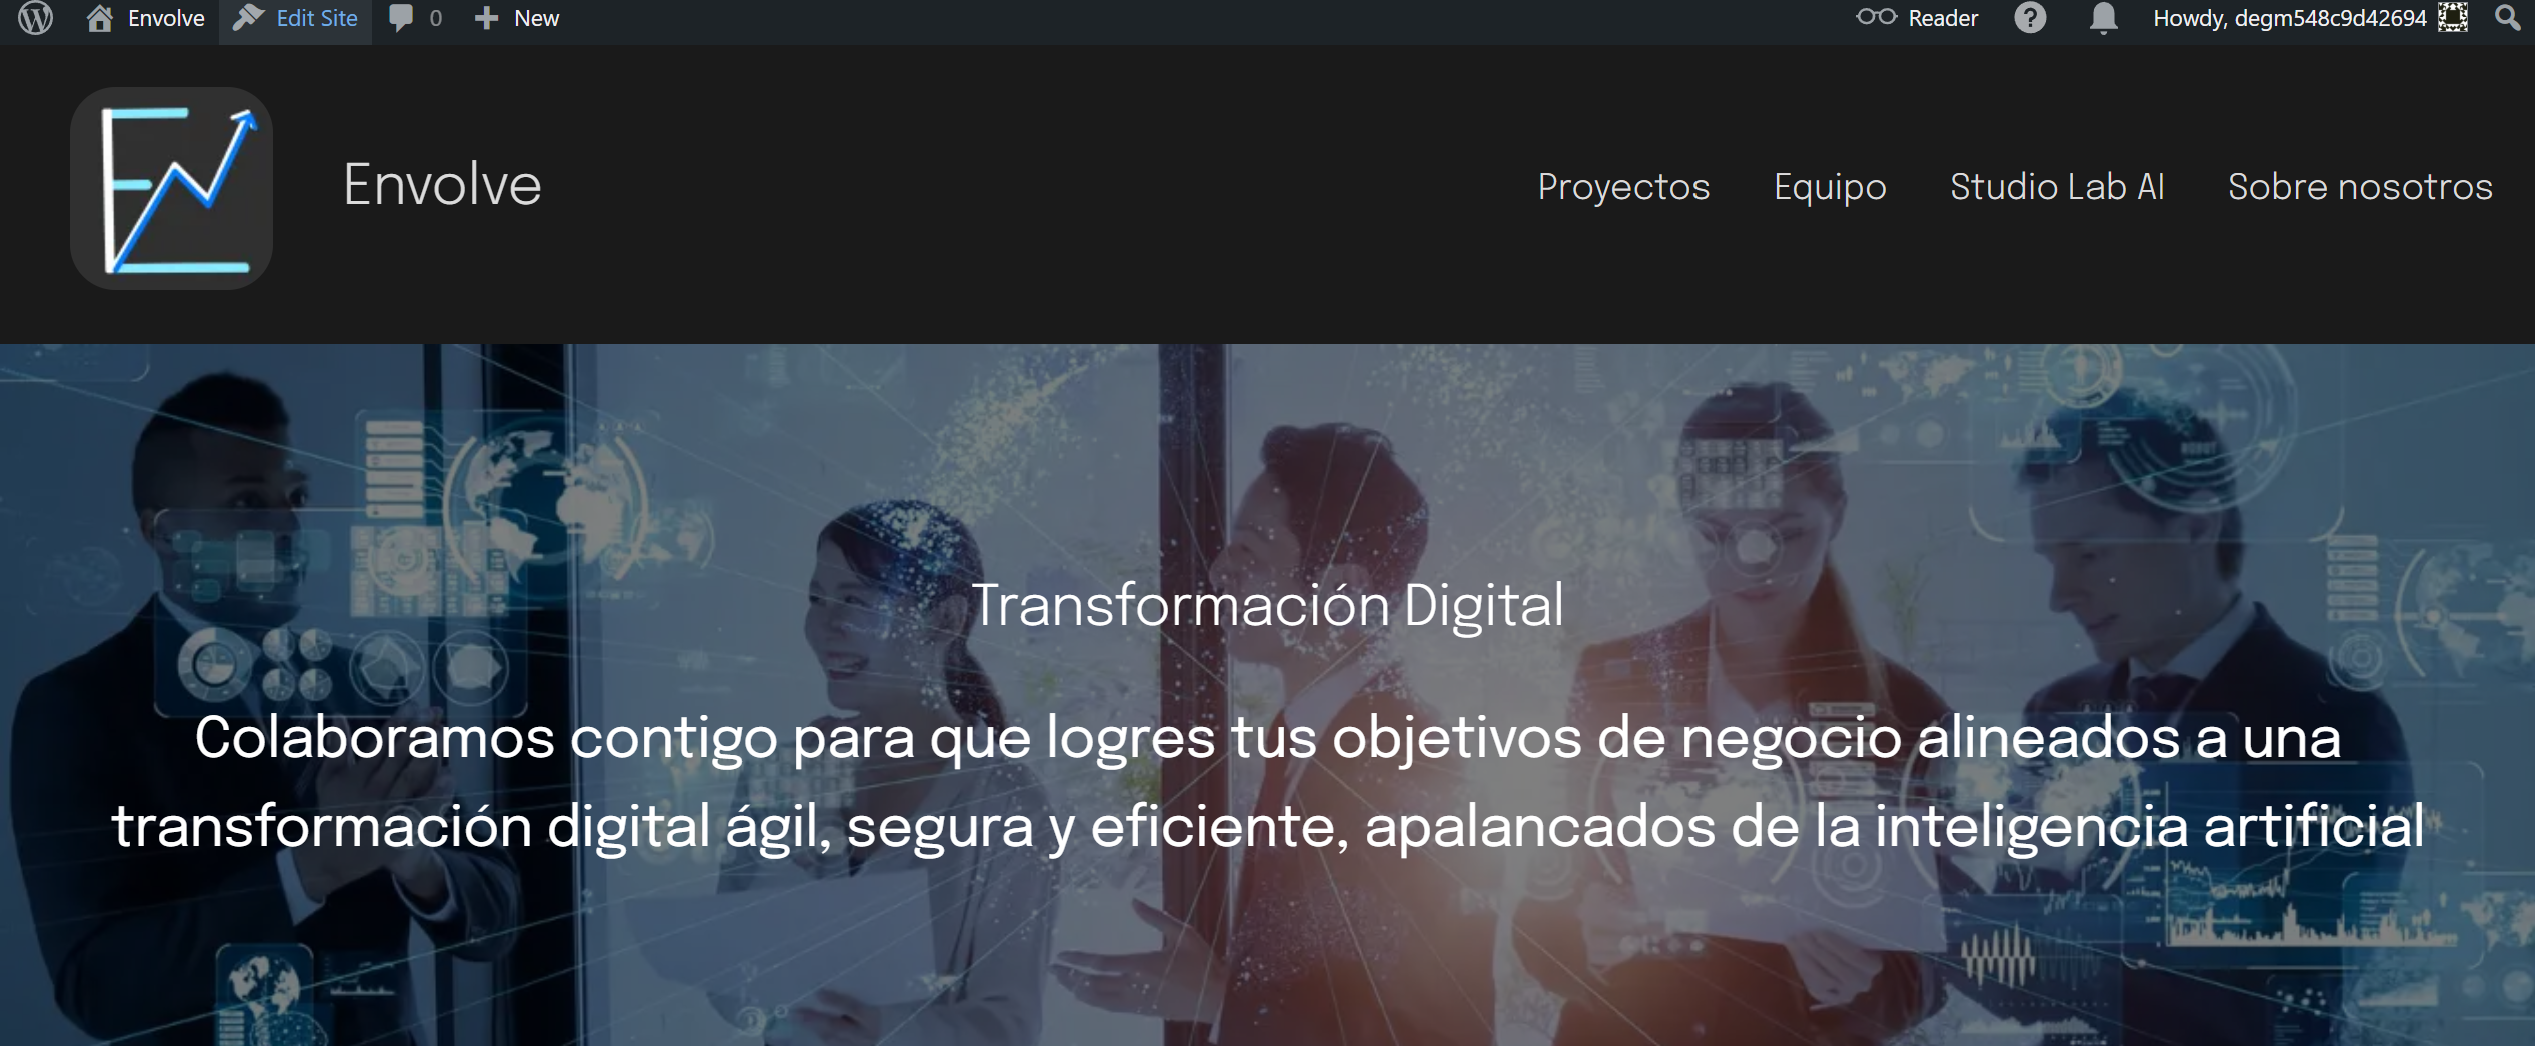 Envolve
Edit Site
0
New
Reader
Howdy, degm548c9d42694
Envolve
Proyectos
Equipo
Studio Lab AI
Sobre nosotros
Transformación Digital
Colaboramos contigo para que logres tus objetivos de negocio alineados a una
transformación digital ágil, segura y eficiente, apalancados de la inteligencia artificial